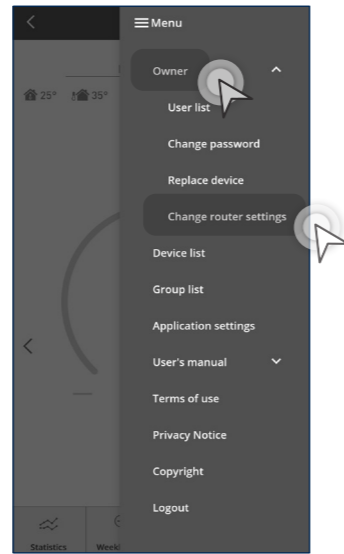 Menu
Owner
25° 35°
User list
Change password
Replace device
Change router settings
Device list
Group list
Application settings
User's manual
Terms of use
Privacy Notice
Copyright
Logout
Statistics